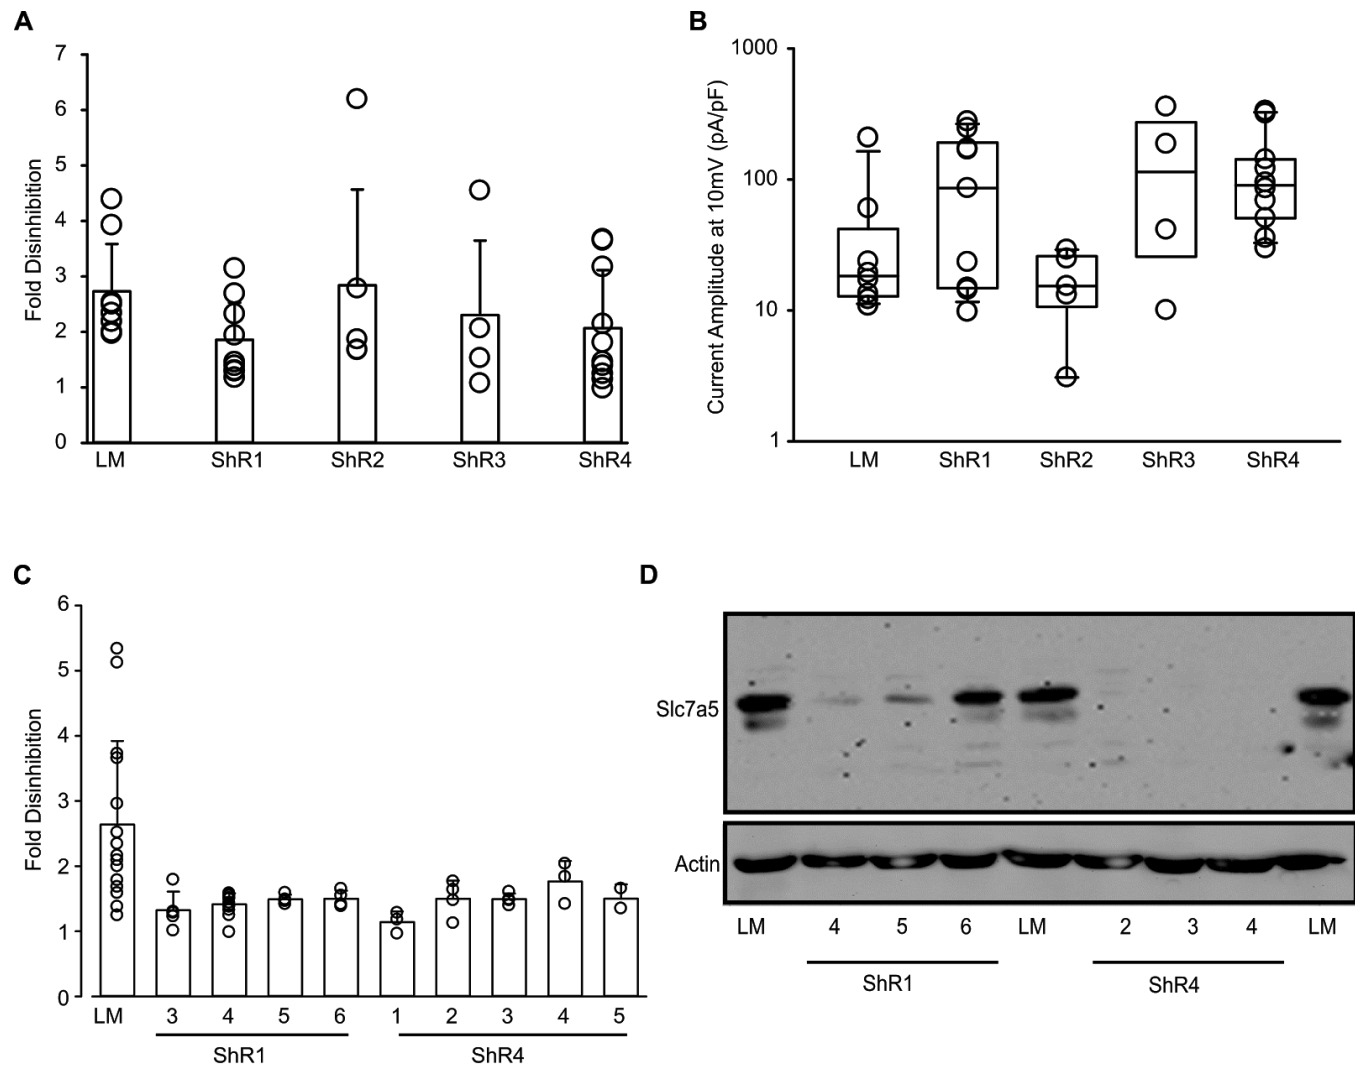 A
Fold Disinhibition
7
6
5
4
3
2
1
0
LM ShR1 ShR2 ShR3 ShR4
B
Current Amplitude at 10mV (pA/pF)
1000
100
10
1
LM ShR1 ShR2 ShR3 ShR4
C
Fold Disinhibition
6
5
4
3
2
1
0
LM 3 4 5 6 1 2 3 4 5
ShR1 ShR4
D
Slc7a5
Actin
LM 4 5 6 LM 2 3 4 LM
ShR1 ShR4